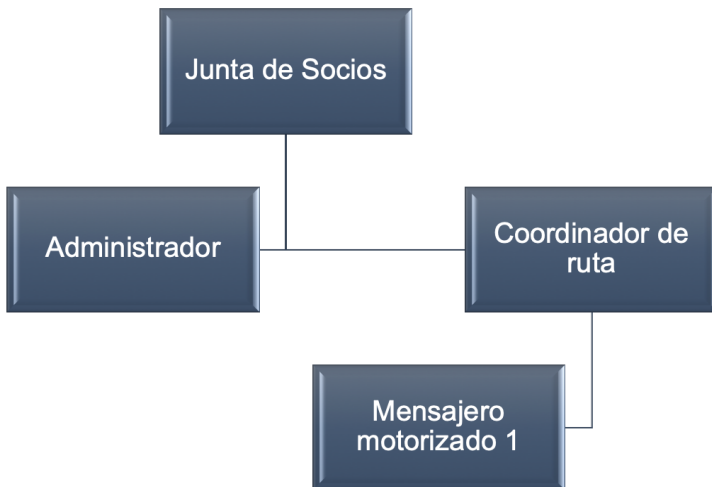 Junta de Socios
Administrador
Coordinador de
ruta
Mensajero
motorizado 1